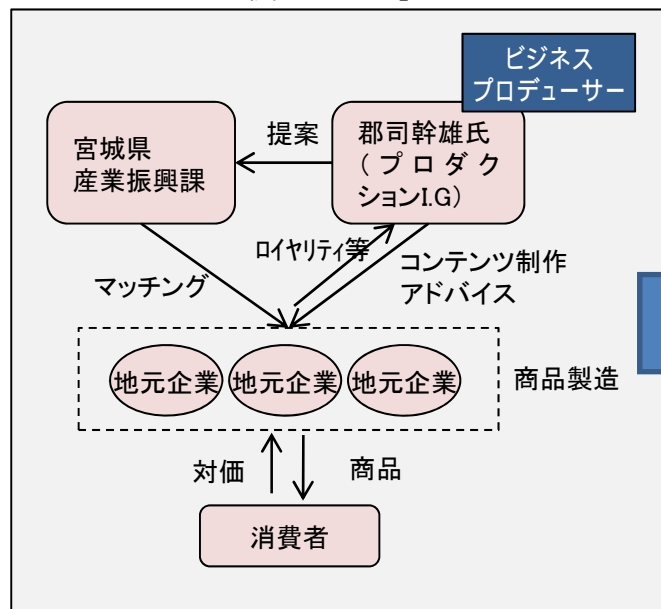 ビジネス
プロデューサー
宮城県
産業振興課
提案
郡司幹雄氏
(プロダク
ションI.G)
マッチング
ロイヤリティ等
コンテンツ制作
アドバイス
地元企業
地元企業
地元企業
商品製造
対価
商品
消費者